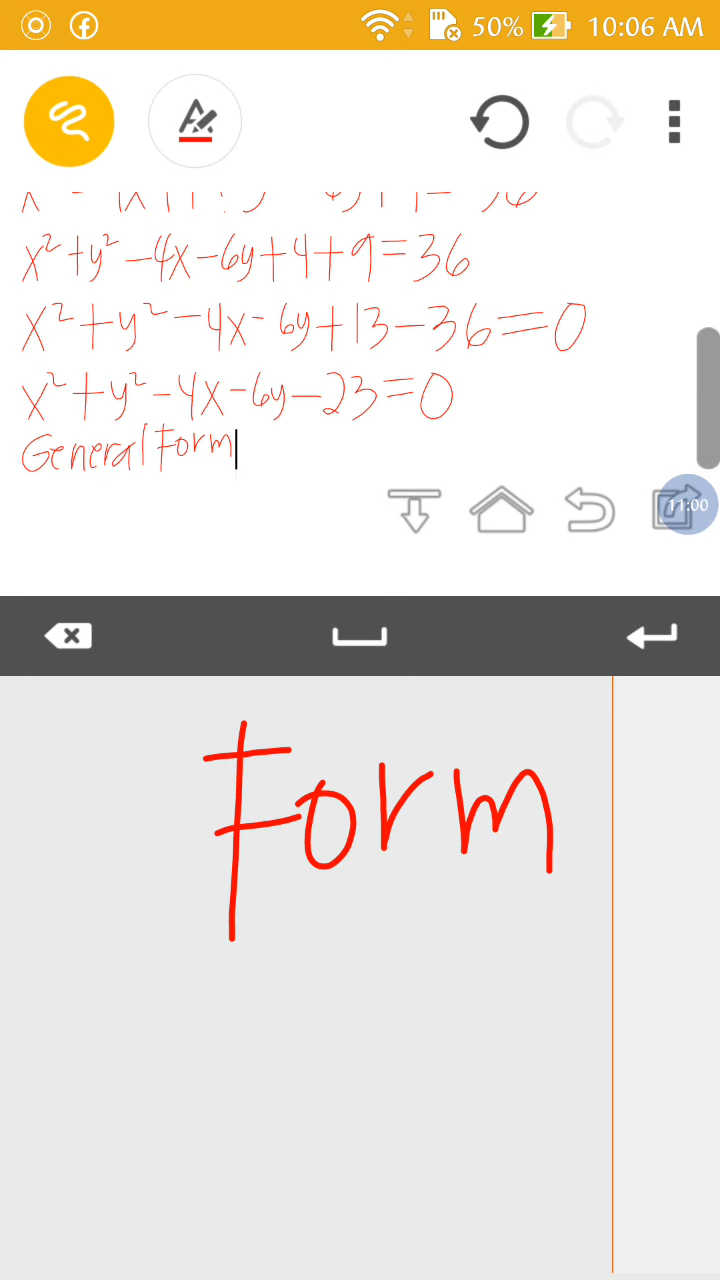 50% 10:06 AM
x²+y²-4x-6y+4+9=36
x²+y²-4x-6y+13-36=0
x²+y²-4x-6y-23=0
General Form
11:00
Form